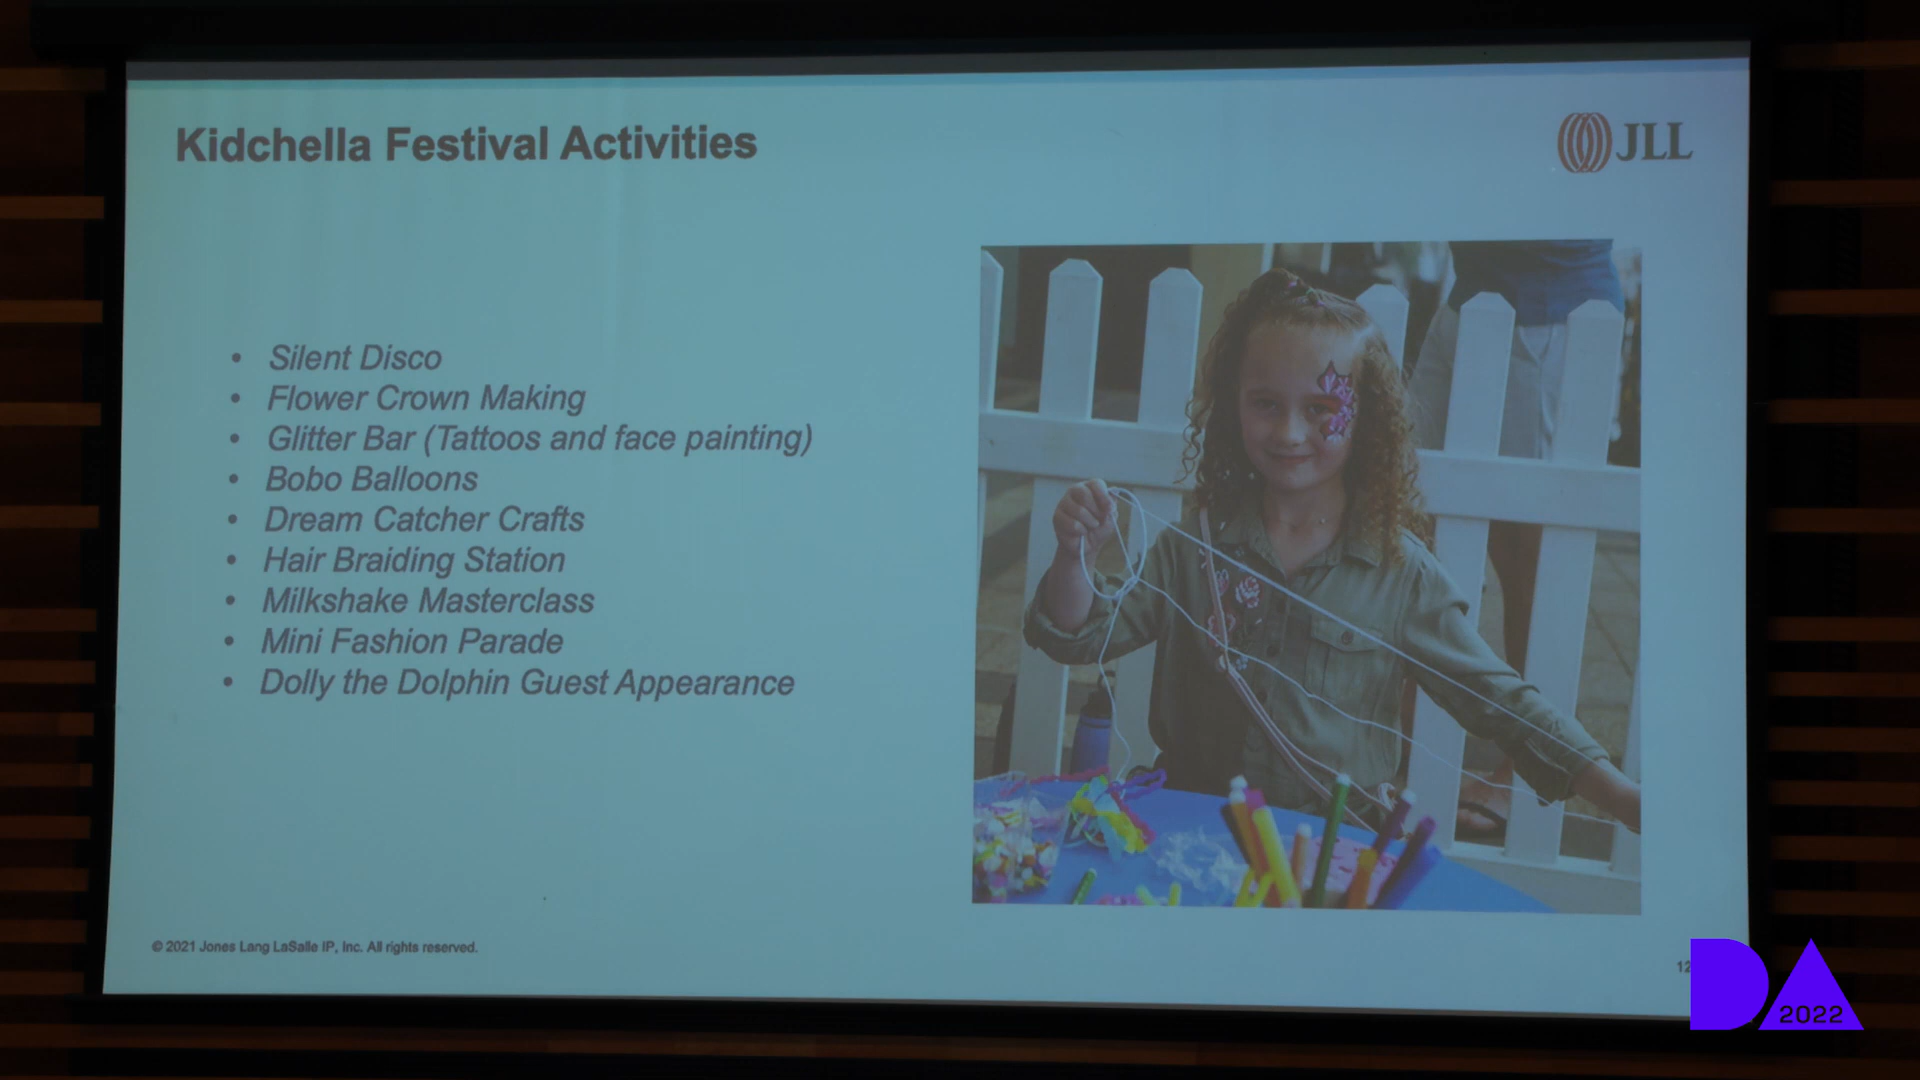 Kidchella Festival Activities
JLL
• Silent Disco
• Flower Crown Making
• Glitter Bar (Tattoos and face painting)
• Bobo Balloons
• Dream Catcher Crafts
• Hair Braiding Station
• Milkshake Masterclass
• Mini Fashion Parade
• Dolly the Dolphin Guest Appearance
© 2021 Jones Lang LaSalle IP, Inc. All rights reserved.
12
DA
2022